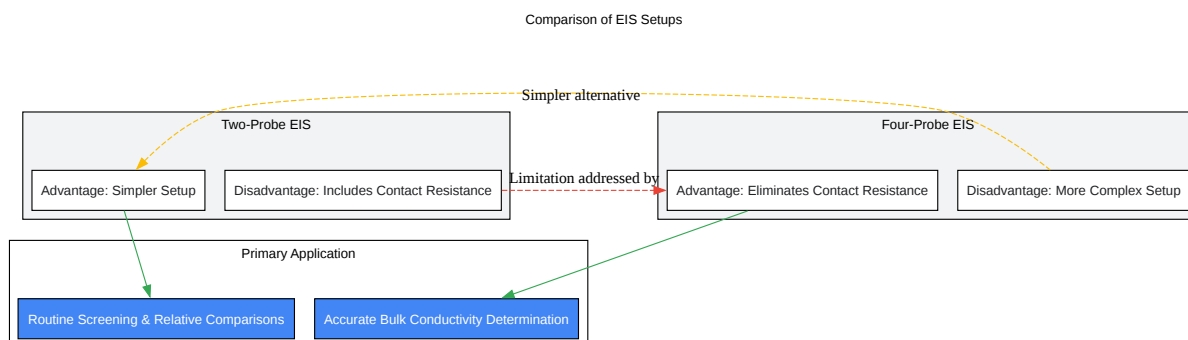 Comparison of EIS Setups
Simpler alternative
Two-Probe EIS
Four-Probe EIS
Advantage: Simpler Setup
Disadvantage: Includes Contact Resistance
Limitation addressed by
Advantage: Eliminates Contact Resistance
Disadvantage: More Complex Setup
Primary Application
Routine Screening & Relative Comparisons
Accurate Bulk Conductivity Determination